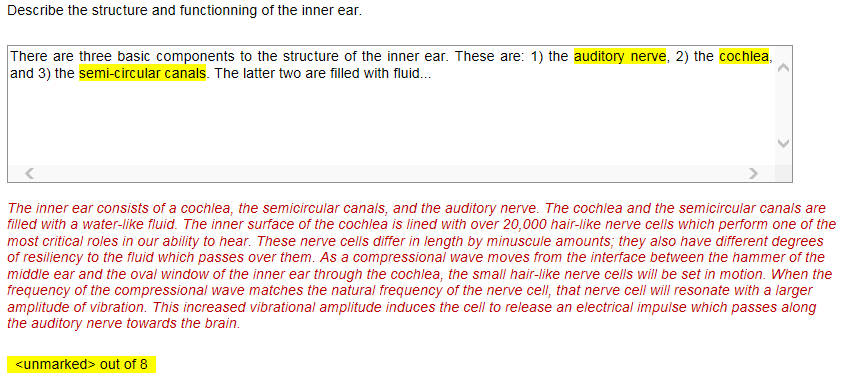 Describe the structure and functionning of the inner ear.
There are three basic components to the structure of the inner ear. These are: 1) the auditory nerve, 2) the cochlea,
and 3) the semi-circular canals. The latter two are filled with fluid...
The inner ear consists of a cochlea, the semicircular canals, and the auditory nerve. The cochlea and the semicircular canals are
filled with a water-like fluid. The inner surface of the cochlea is lined with over 20,000 hair-like nerve cells which perform one of the
most critical roles in our ability to hear. These nerve cells differ in length by minuscule amounts; they also have different degrees
of resiliency to the fluid which passes over them. As a compressional wave moves from the interface between the hammer of the
middle ear and the oval window of the inner ear through the cochlea, the small hair-like nerve cells will be set in motion. When the
frequency of the compressional wave matches the natural frequency of the nerve cell, that nerve cell will resonate with a larger
amplitude of vibration. This increased vibrational amplitude induces the cell to release an electrical impulse which passes along
the auditory nerve towards the brain.
<unmarked> out of 8